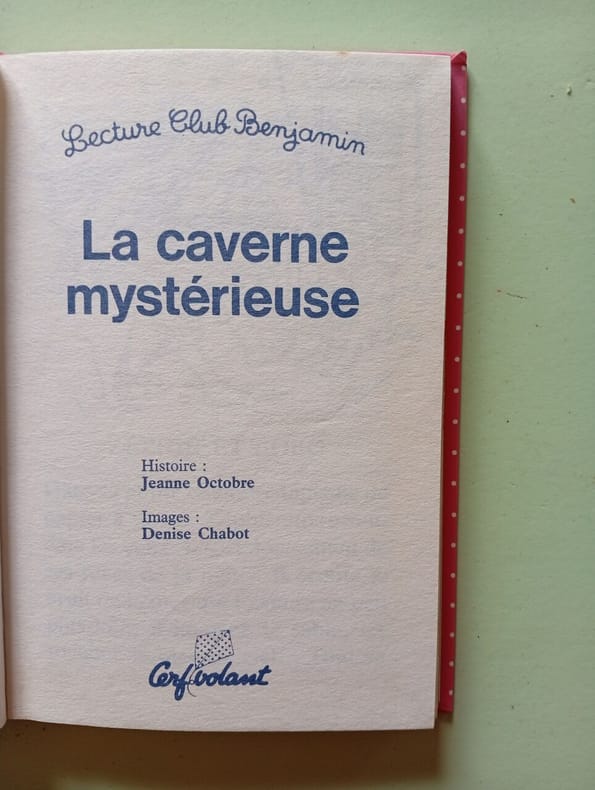 Lecture Club Benjamin
La caverne
mystérieuse
Histoire :
Jeanne Octobre
Images :
Denise Chabot
Cerf volant